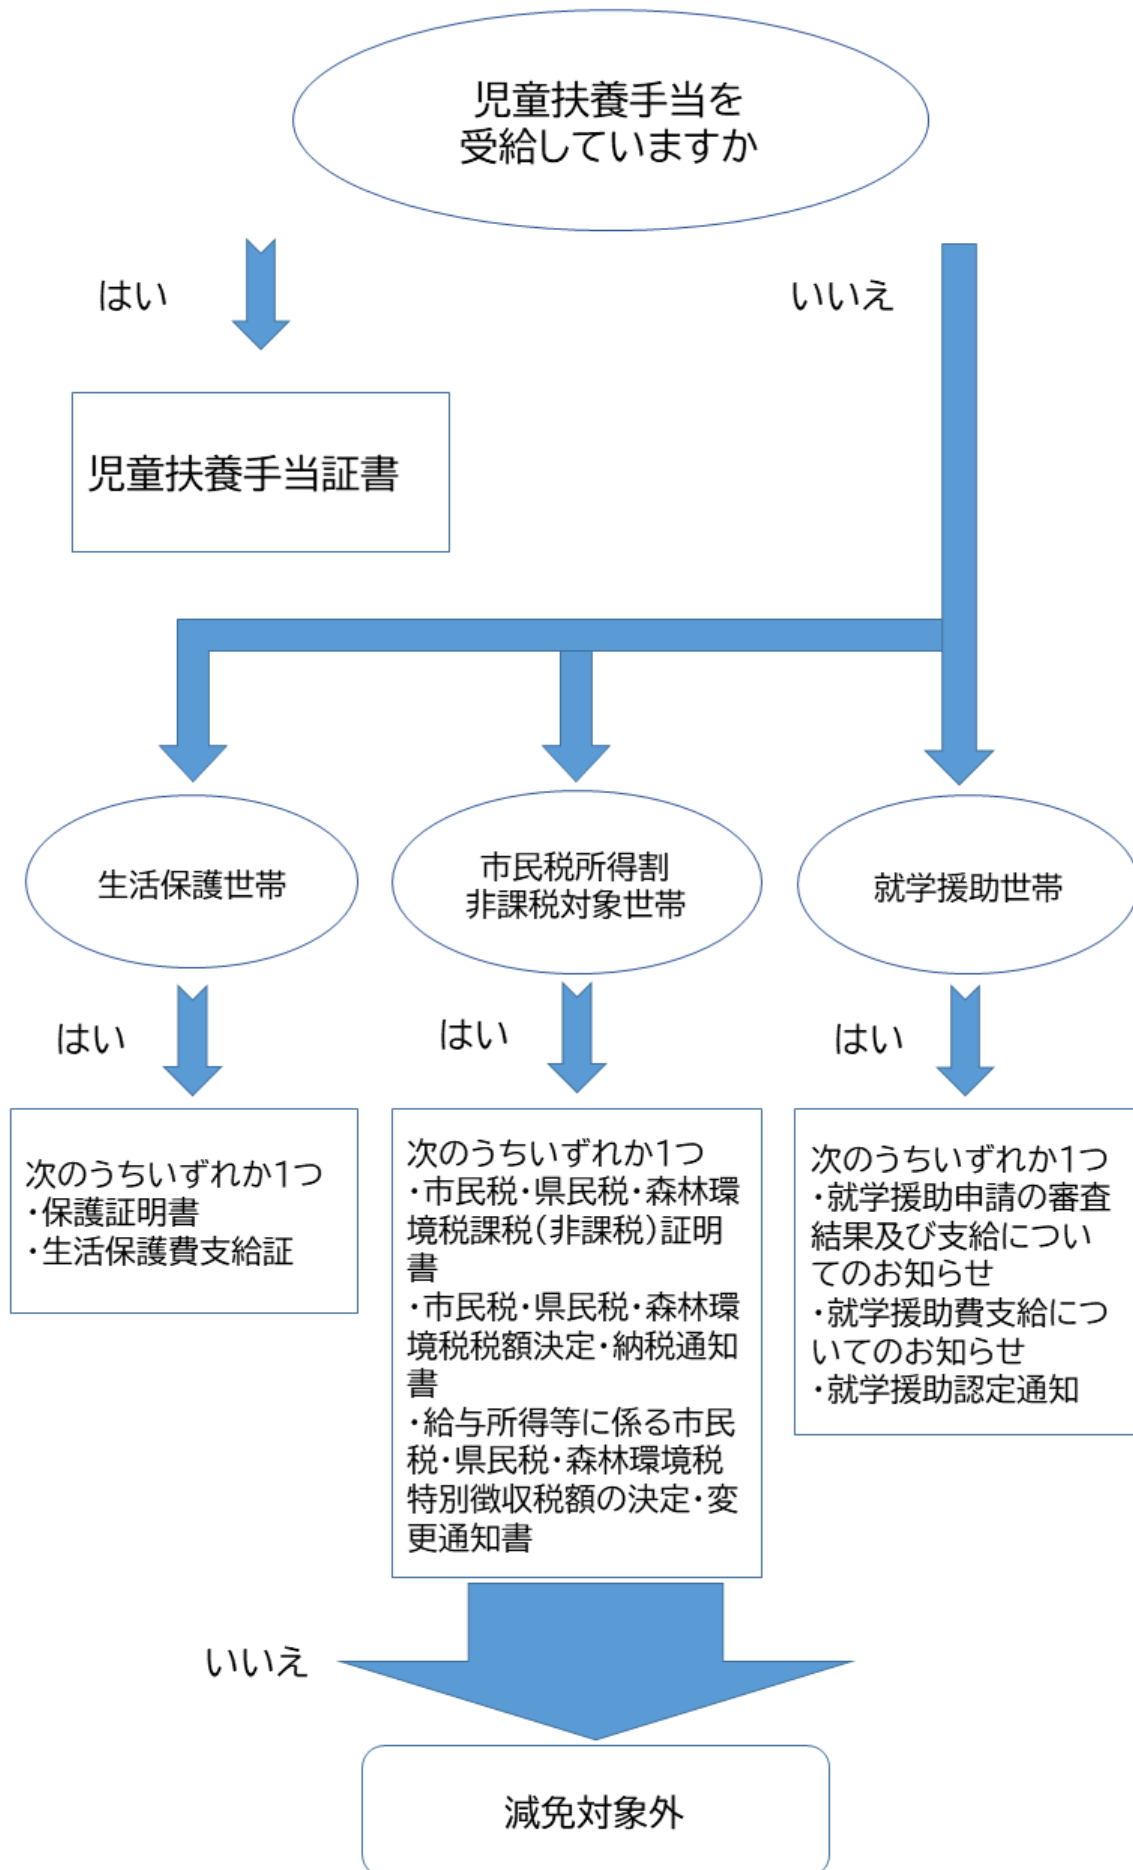 児童扶養手当を
受給していますか
はい
いいえ
児童扶養手当証書
生活保護世帯
市民税所得割
非課税対象世帯
就学援助世帯
はい
はい
はい
次のうちいずれか1つ
・保護証明書
・生活保護費支給証
次のうちいずれか1つ
・市民税・県民税・森林環
境税課税(非課税)証明
書
・市民税・県民税・森林環
境税税額決定・納税通知
書
・給与所得等に係る市民
税・県民税・森林環境税
特別徴収税額の決定・変
更通知書
次のうちいずれか1つ
・就学援助申請の審査
結果及び支給につい
てのお知らせ
・就学援助費支給につ
いてのお知らせ
・就学援助認定通知
いいえ
減免対象外